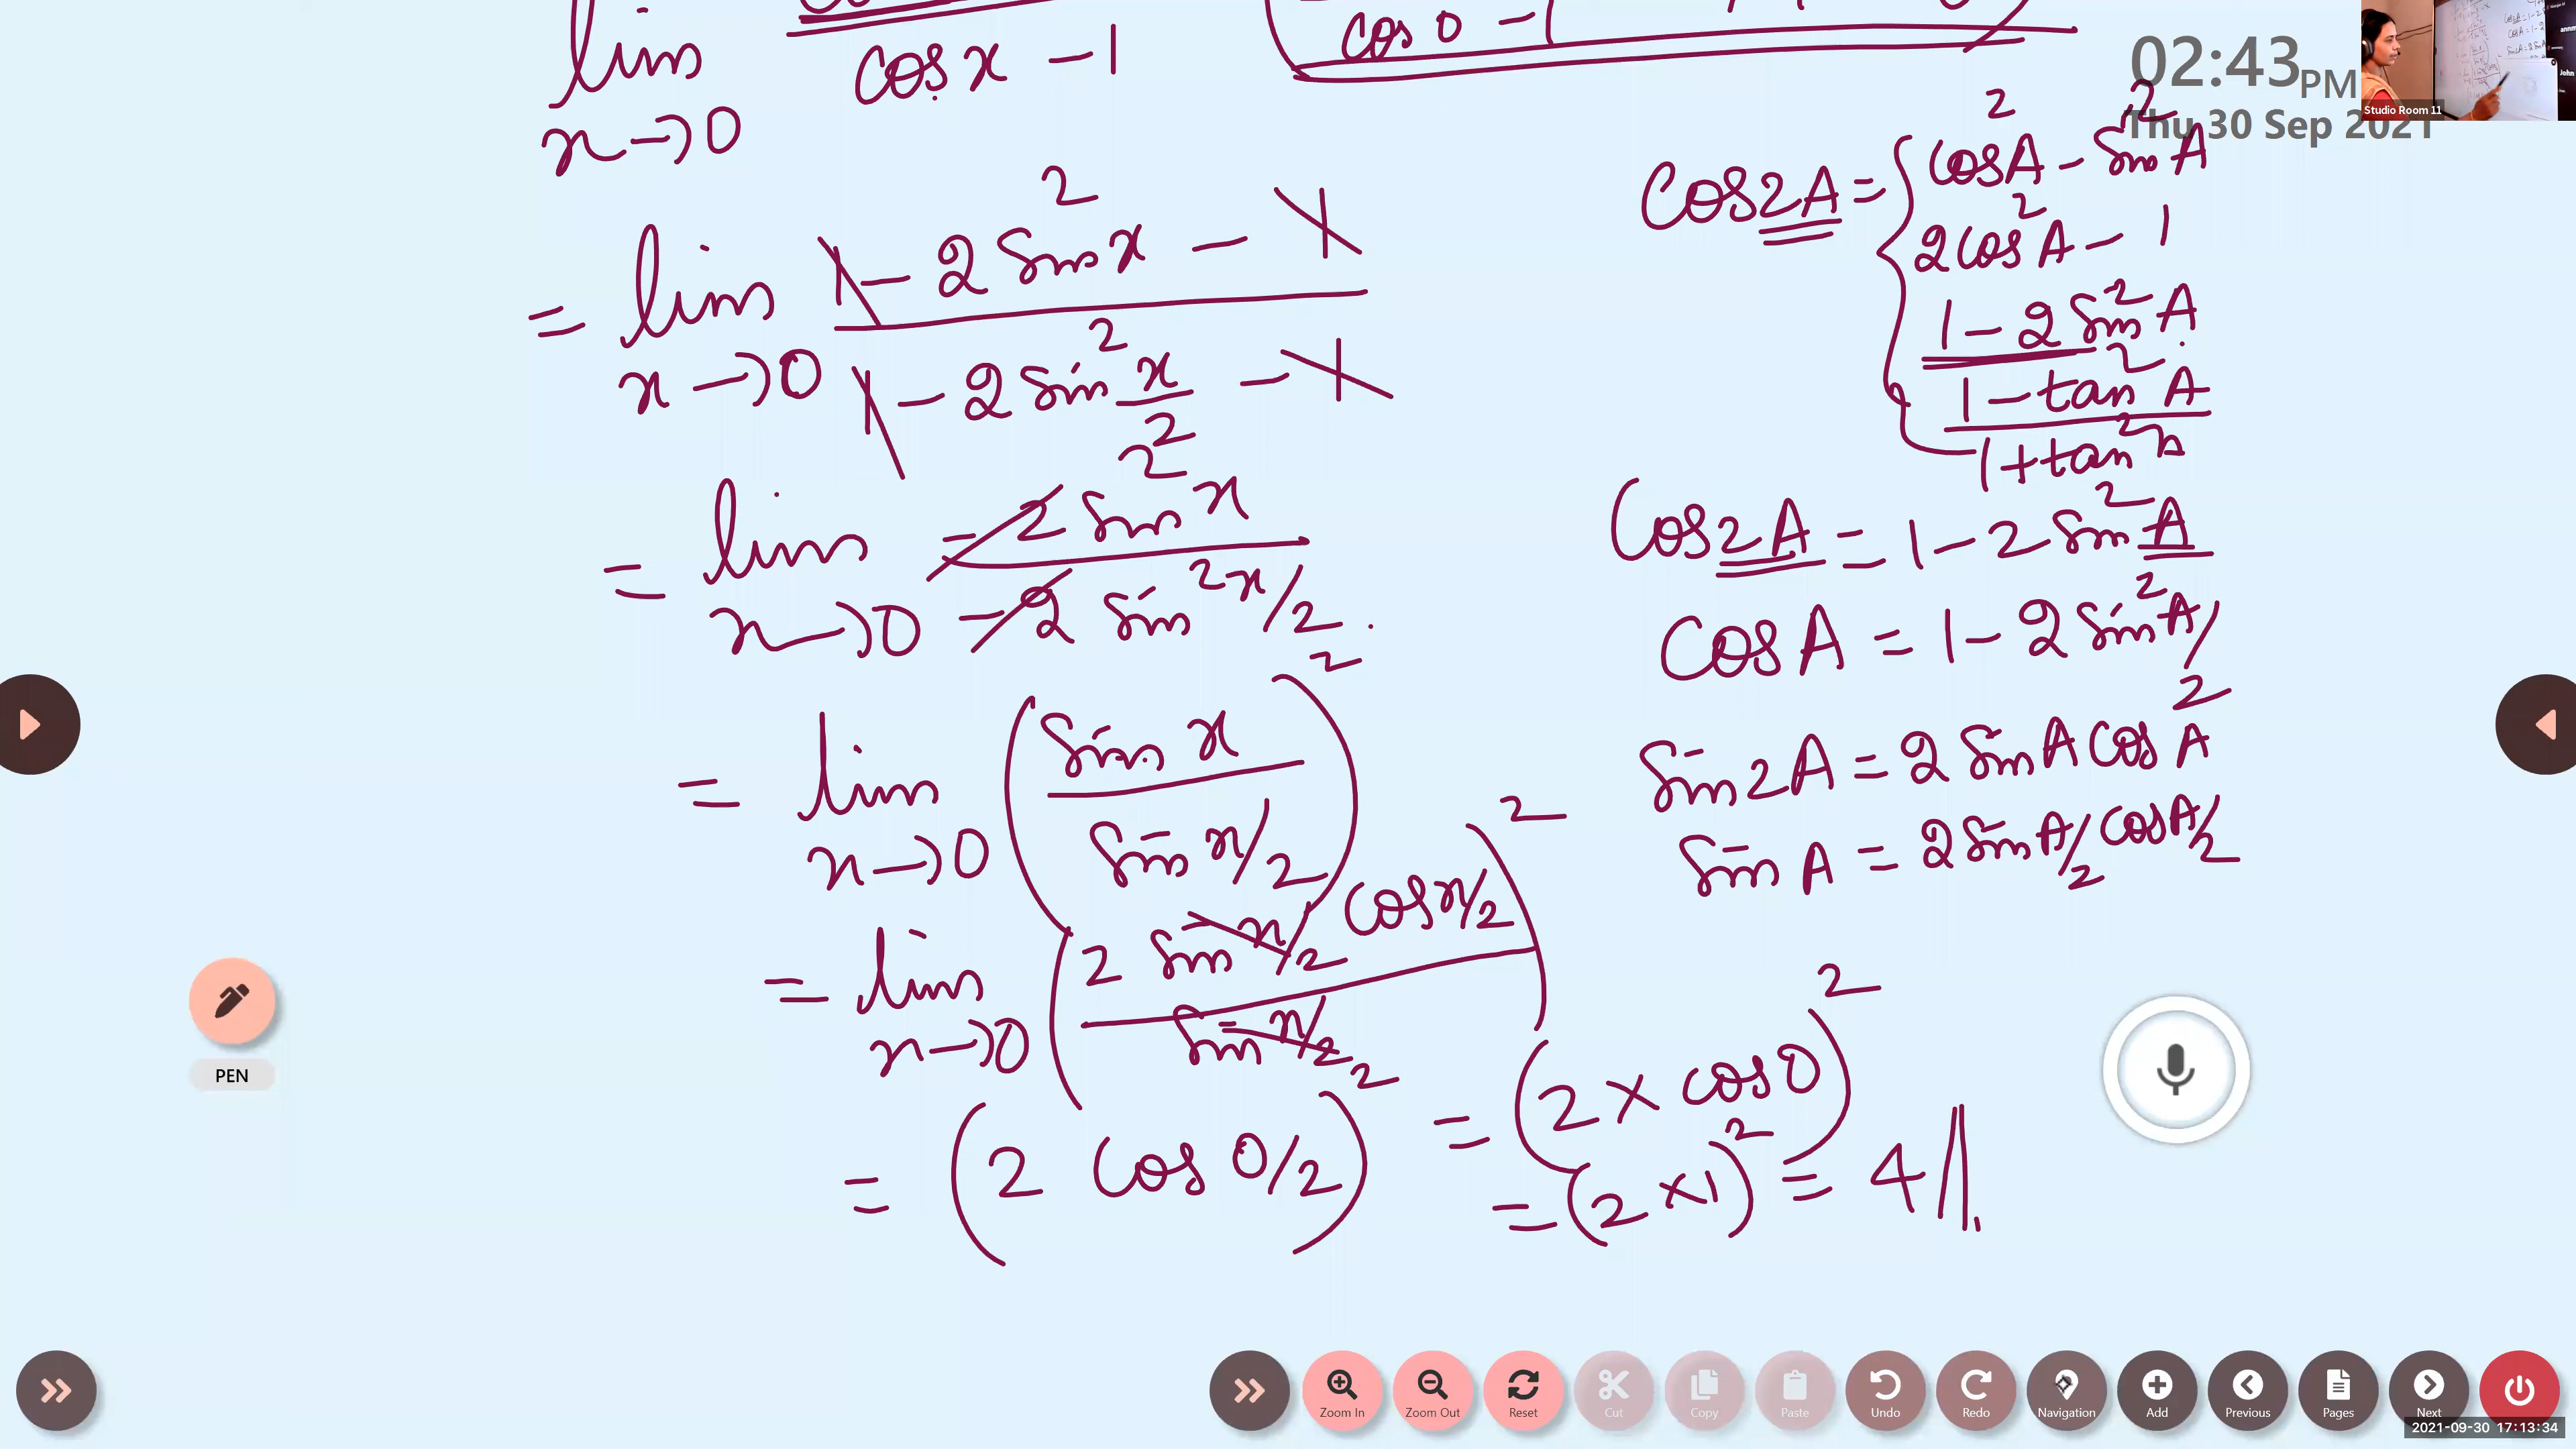 lim
x→0
cos x − 1
cos 0 −
02:43 PM
Thu 30 Sep 2021
Studio Room 11
= lim x→0 (1 − 2 sin²x − 1) / (1 − 2 sin² x/2 − 1)
= lim x→0 (−2 sin²x) / (−2 sin² x/2)
= lim x→0 (sin x / sin x/2)²
= lim x→0 (2 sin x/2 cos x/2 / sin x/2)²
= (2 cos 0/2)² = (2 × cos 0)²
= (2 × 1)² = 4 //.
cos 2A = { cos²A − sin²A
2 cos²A − 1
1 − 2 sin²A
1 − tan²A / 1 + tan²A
cos 2A = 1 − 2 sin²A
cos A = 1 − 2 sin² A/2
sin 2A = 2 sin A cos A
sin A = 2 sin A/2 cos A/2
PEN
Zoom In
Zoom Out
Reset
Cut
Copy
Paste
Undo
Redo
Navigation
Add
Previous
Pages
Next
2021-09-30 17:13:34